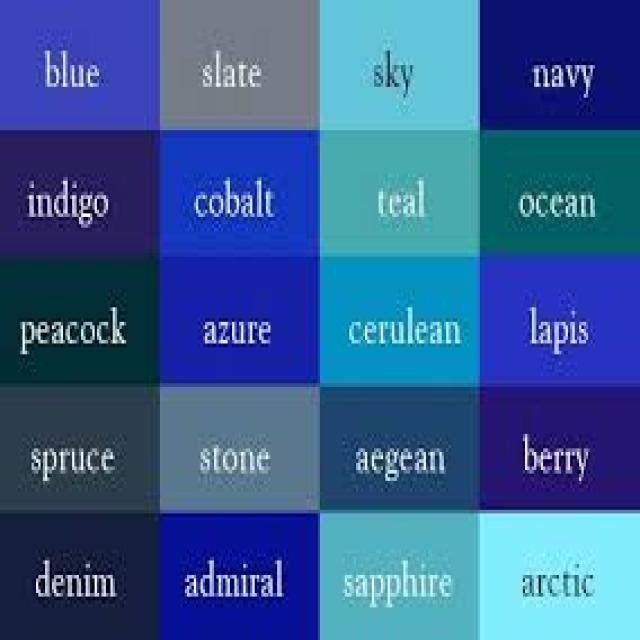 blue slate sky navy
indigo cobalt teal ocean
peacock azure cerulean lapis
spruce stone aegean berry
denim admiral sapphire arctic